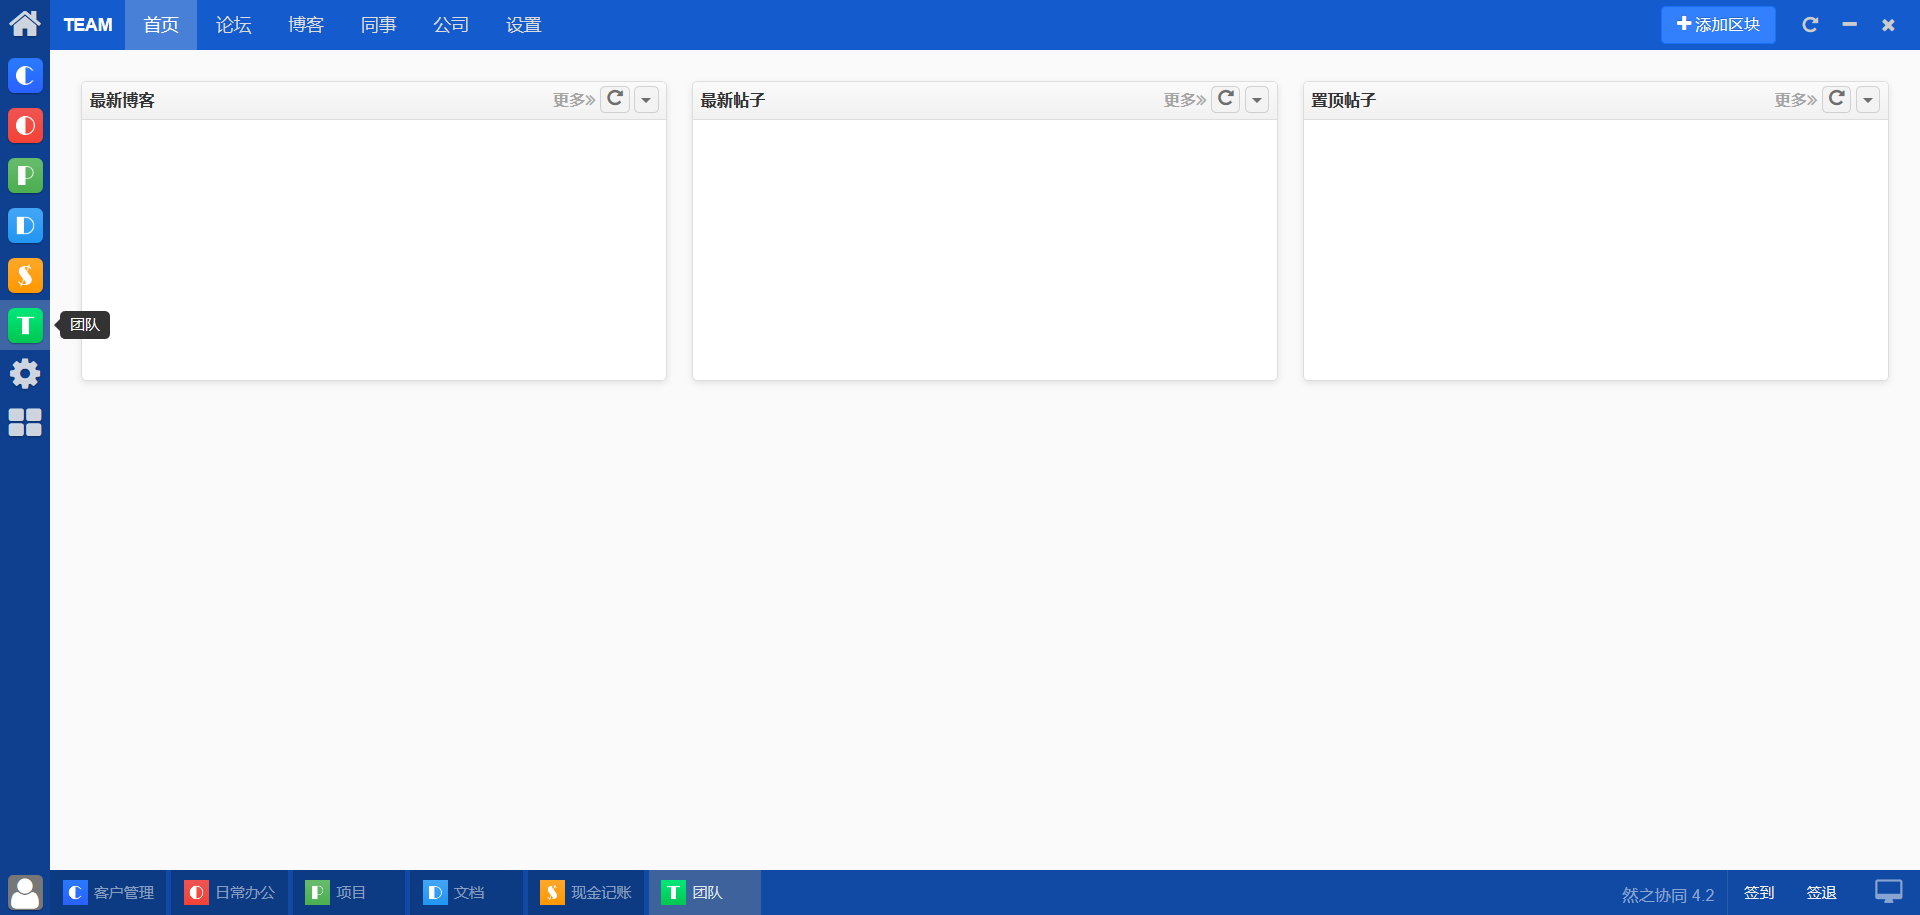 TEAM 首页 论坛 博客 同事 公司 设置 添加区块
最新博客 更多 最新帖子 更多 置顶帖子 更多
C
D
P
D
S
T 团队
C 客户管理 D 日常办公 P 项目 D 文档 S 现金记账 T 团队 然之协同 4.2 签到 签退